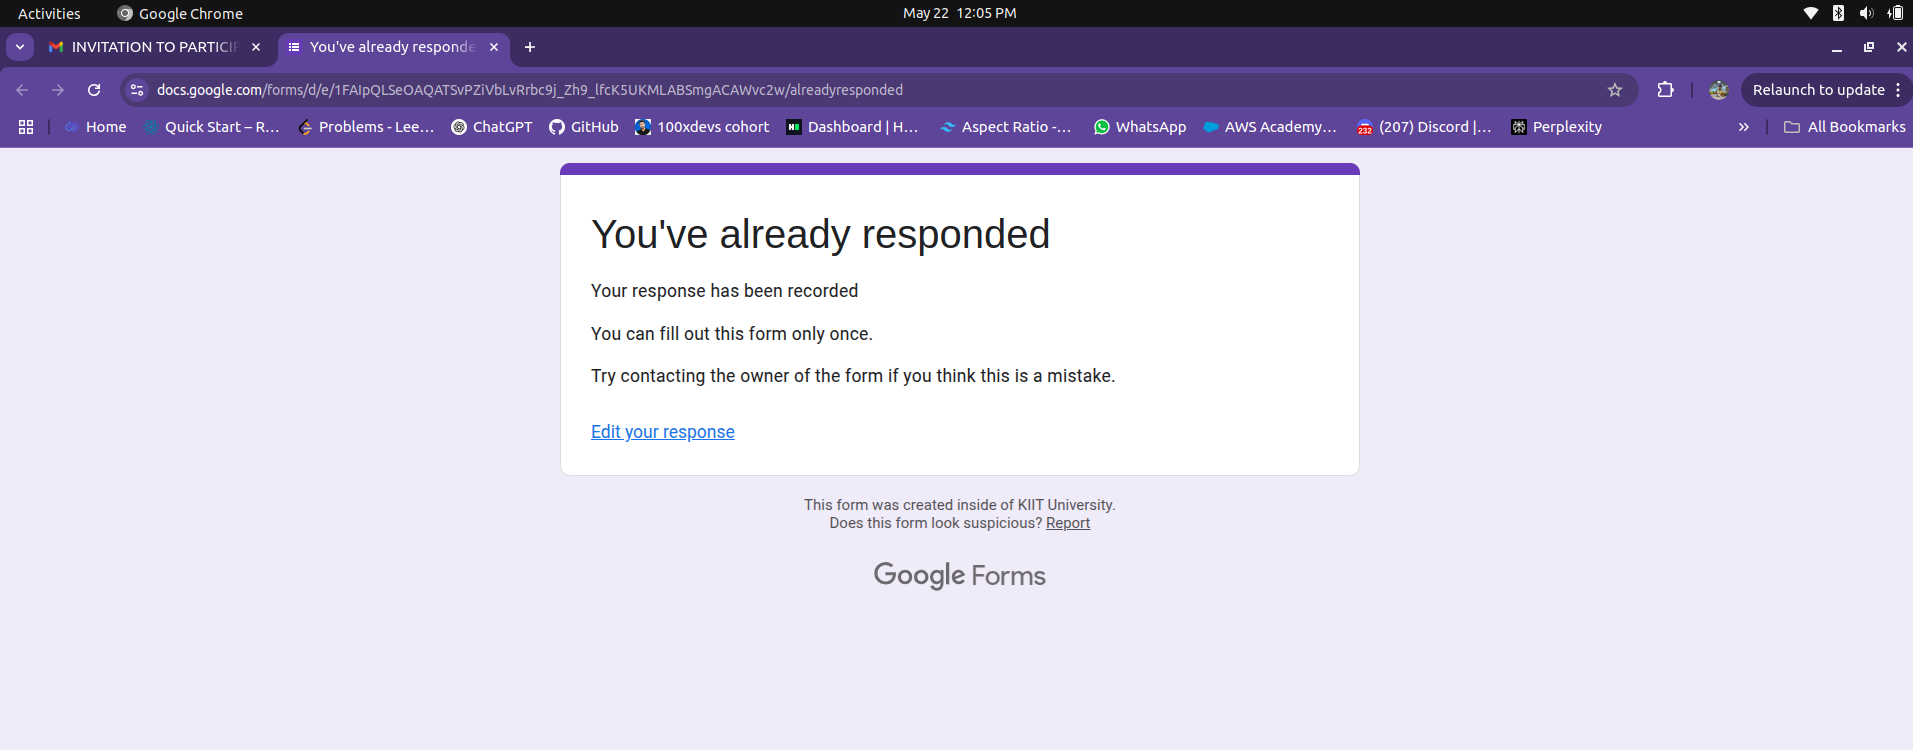 Activities Google Chrome May 22 12:05 PM
INVITATION TO PARTICIP You've already responde
docs.google.com/forms/d/e/1FAIpQLSeOAQATSvPZiVbLvRrbc9j_Zh9_lfcK5UKMLABSmgACAWvc2w/alreadyresponded Relaunch to update
Home Quick Start – R... Problems - Lee... ChatGPT GitHub 100xdevs cohort Dashboard | H... Aspect Ratio -... WhatsApp AWS Academy... 232 (207) Discord |... Perplexity » All Bookmarks
You've already responded
Your response has been recorded
You can fill out this form only once.
Try contacting the owner of the form if you think this is a mistake.
Edit your response
This form was created inside of KIIT University.
Does this form look suspicious? Report
Google Forms